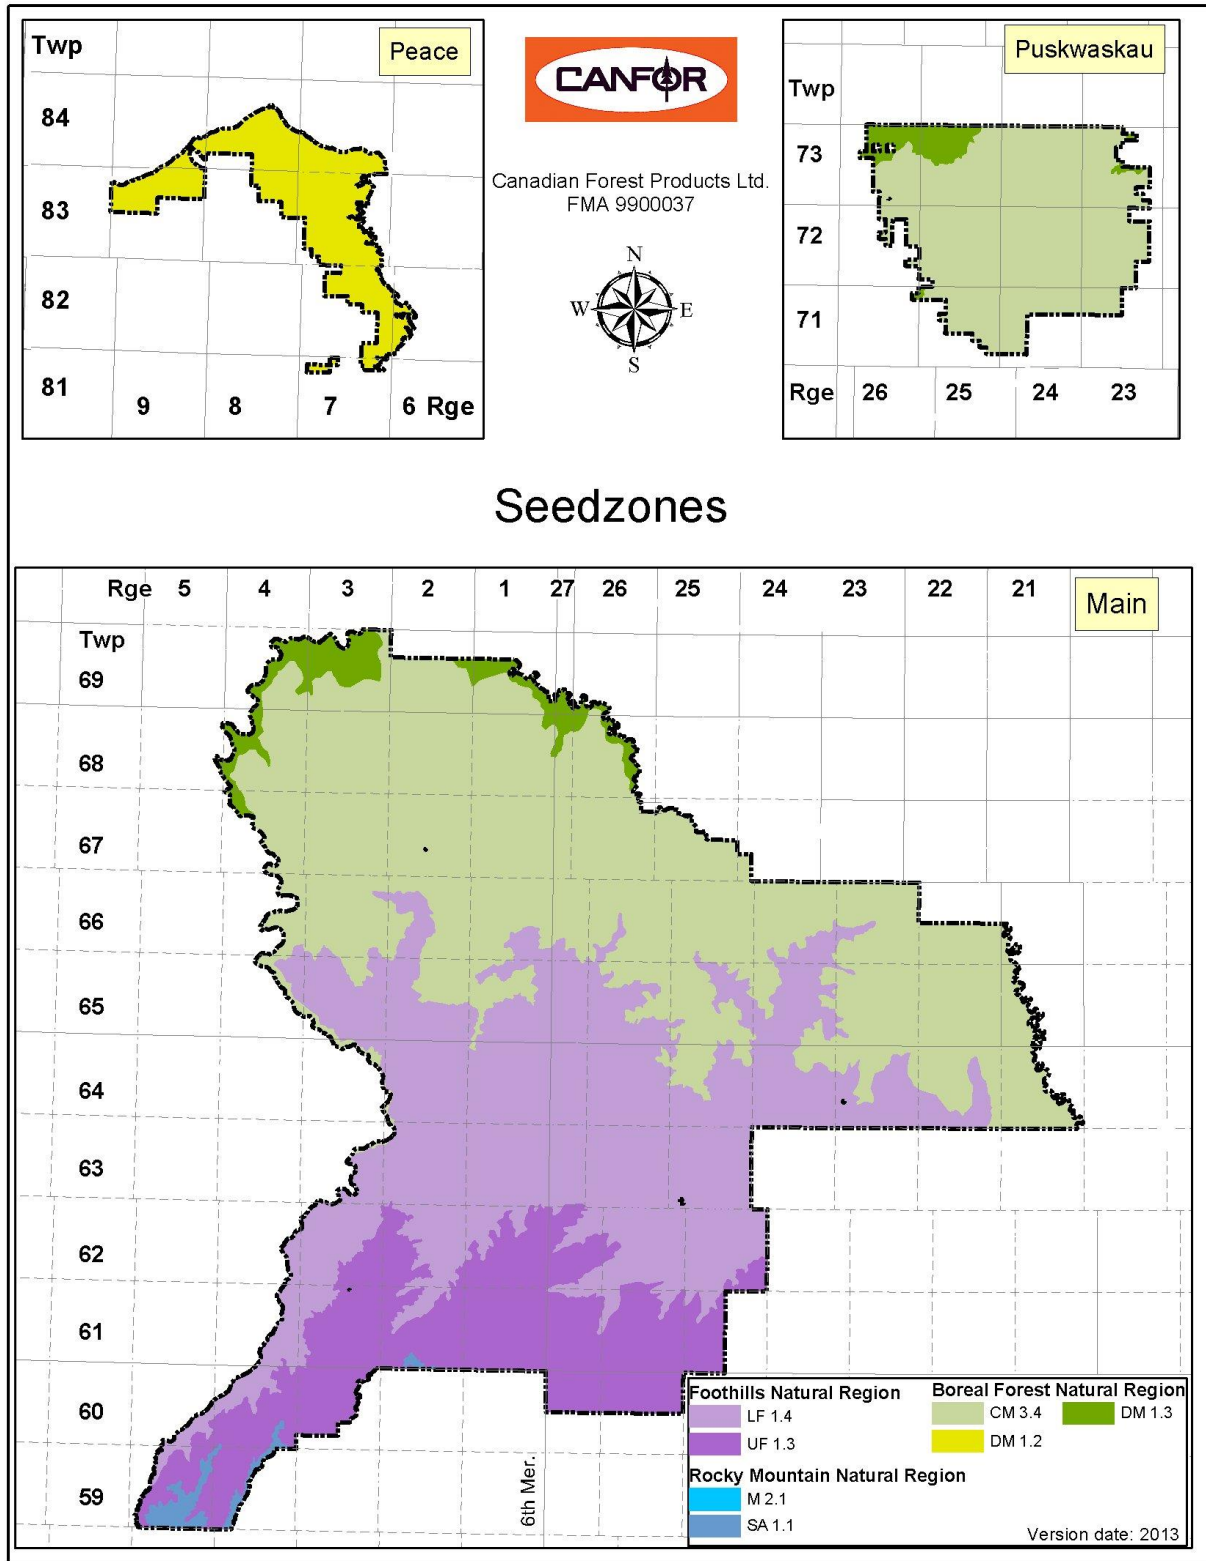 Twp
Peace
84
83
82
81
9 8 7 6 Rge
CANFOR
Canadian Forest Products Ltd.
FMA 9900037
N
W E
S
Puskwaskau
Twp
73
72
71
Rge 26 25 24 23
Seedzones
Rge 5 4 3 2 1 27 26 25 24 23 22 21
Main
Twp
69
68
67
66
65
64
63
62
61
60
59
6th Mer.
Foothills Natural Region
LF 1.4
UF 1.3
Rocky Mountain Natural Region
M 2.1
SA 1.1
Boreal Forest Natural Region
CM 3.4 DM 1.3
DM 1.2
Version date: 2013